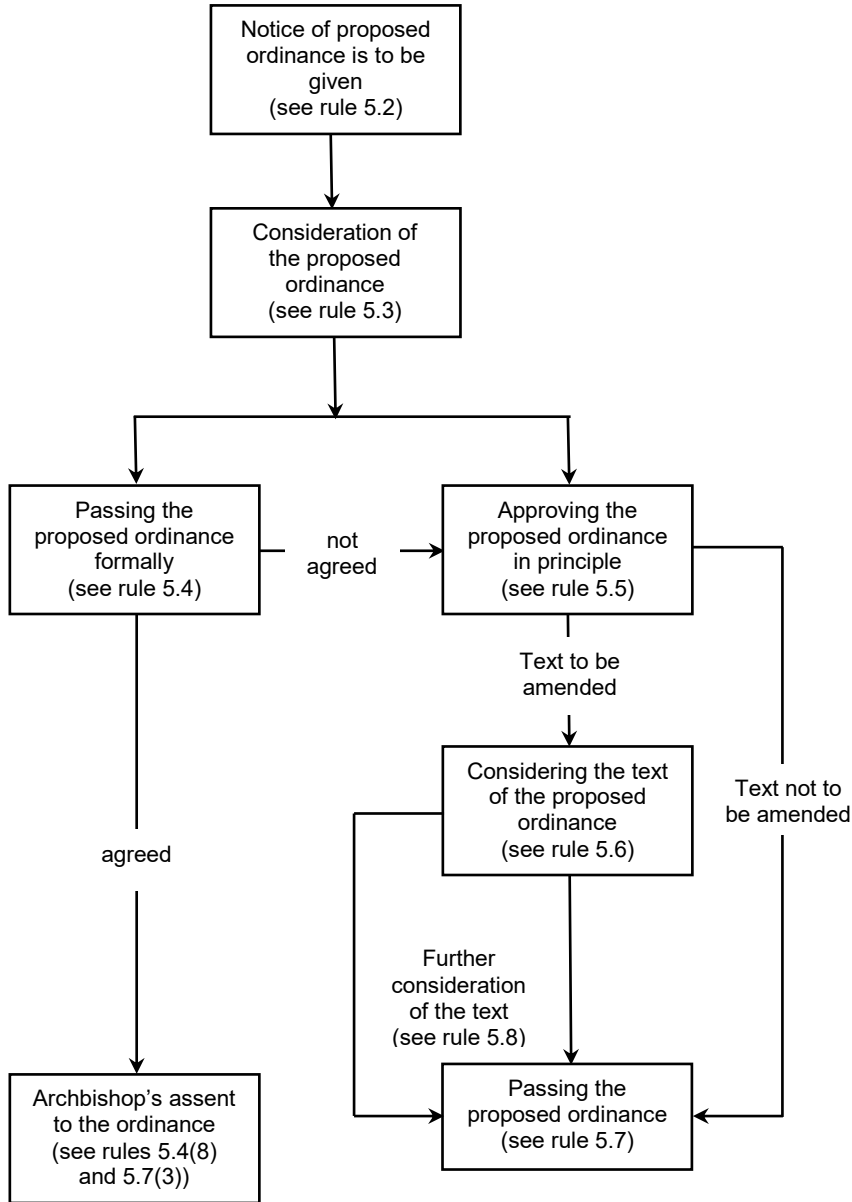 Notice of proposed
ordinance is to be
given
(see rule 5.2)
Consideration of
the proposed
ordinance
(see rule 5.3)
Passing the
proposed ordinance
formally
(see rule 5.4)
not
agreed
Approving the
proposed ordinance
in principle
(see rule 5.5)
Text to be
amended
Considering the text
of the proposed
ordinance
(see rule 5.6)
Text not to
be amended
agreed
Further
consideration
of the text
(see rule 5.8)
Archbishop’s assent
to the ordinance
(see rules 5.4(8)
and 5.7(3))
Passing the
proposed ordinance
(see rule 5.7)